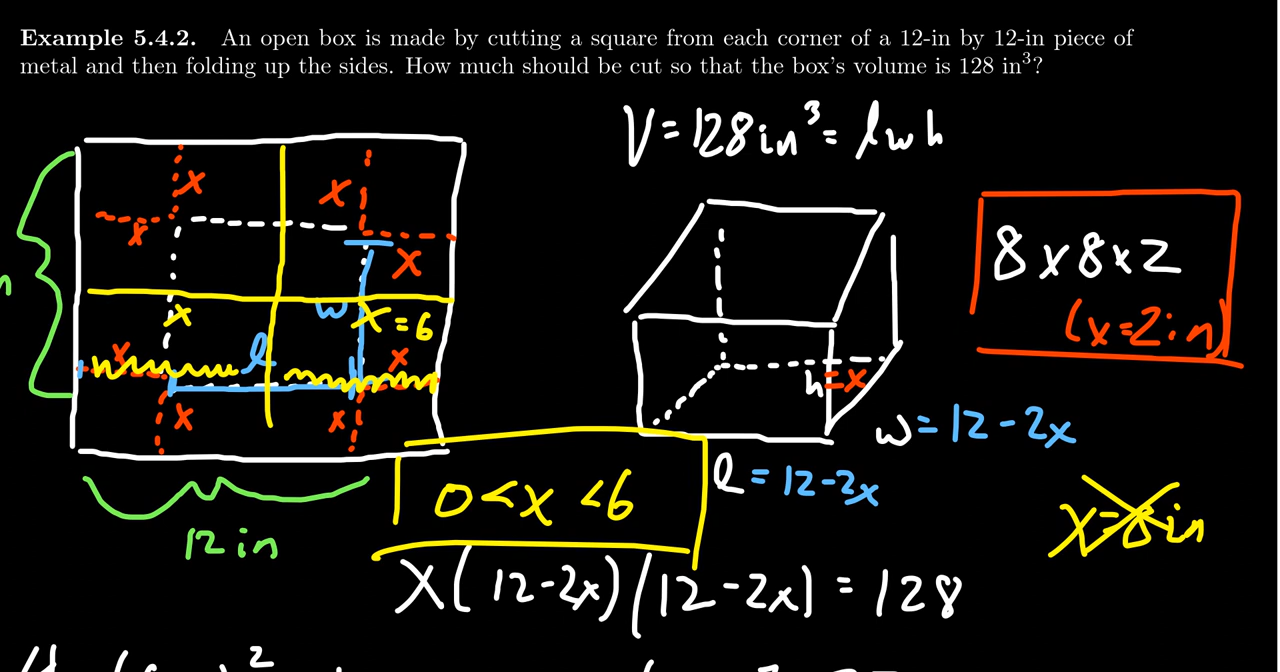 Example 5.4.2. An open box is made by cutting a square from each corner of a 12-in by 12-in piece of
metal and then folding up the sides. How much should be cut so that the box's volume is 128 in³?
V = 128 in³ = l w h
x
x
x
x
8 x 8 x 2
(x = 2 in)
w
x
x = 6
x
l
x
h = x
x
x
w = 12 - 2x
l = 12 - 2x
0 < x < 6
x = 8 in
12 in
x(12-2x)(12-2x) = 128